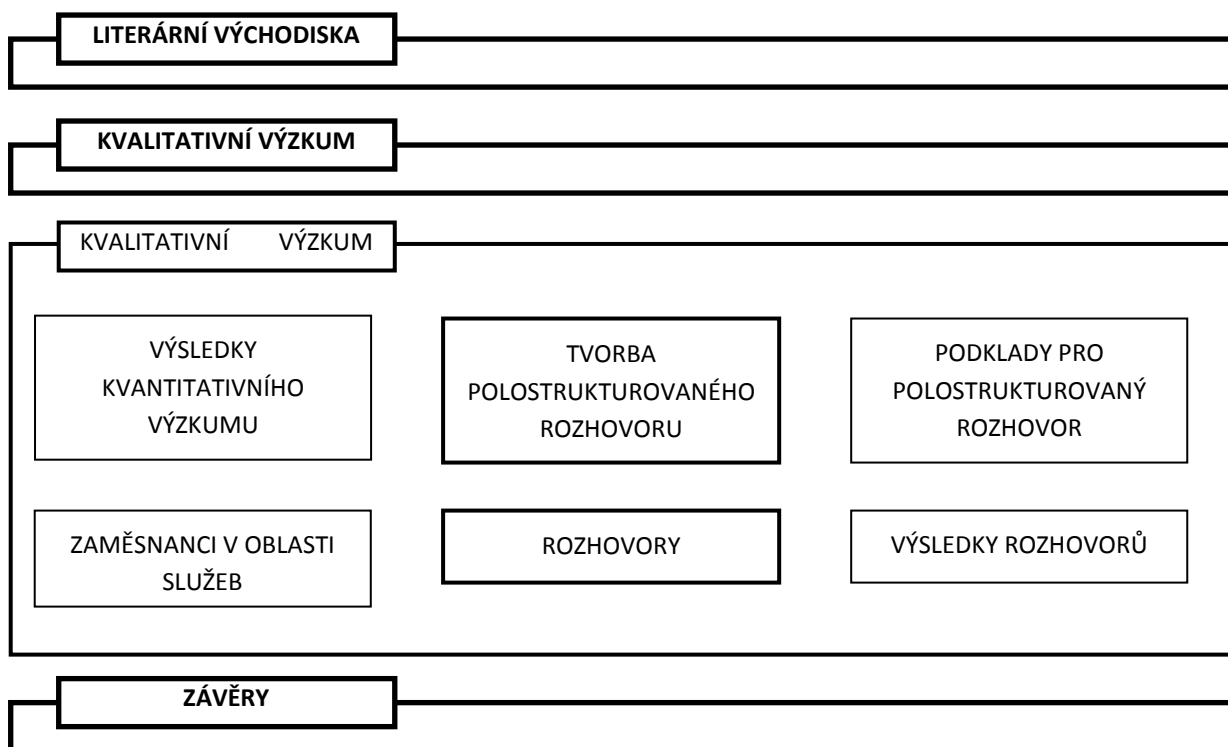 LITERÁRNÍ VÝCHODISKA
KVALITATIVNÍ VÝZKUM
KVALITATIVNÍ VÝZKUM
VÝSLEDKY
KVANTITATIVNÍHO
VÝZKUMU
TVORBA
POLOSTRUKTUROVANÉHO
ROZHOVORU
PODKLADY PRO
POLOSTRUKTUROVANÝ
ROZHOVOR
ZAMĚSNANCI V OBLASTI
SLUŽEB
ROZHOVORY
VÝSLEDKY ROZHOVORŮ
ZÁVĚRY